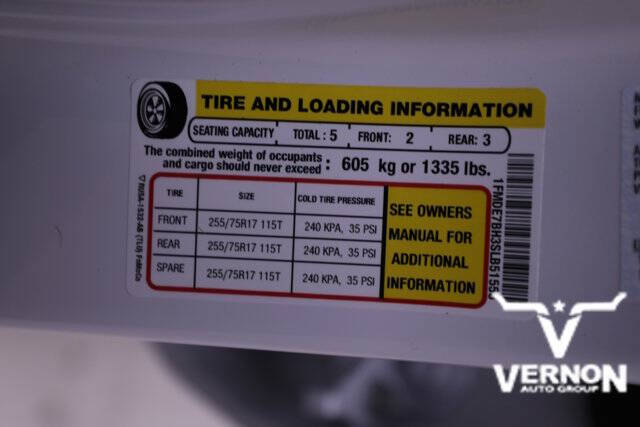 TIRE AND LOADING INFORMATION
SEATING CAPACITY TOTAL : 5 FRONT: 2 REAR: 3
The combined weight of occupants
and cargo should never exceed : 605 kg or 1335 lbs.
TIRE SIZE COLD TIRE PRESSURE
FRONT 255/75R17 115T 240 KPA, 35 PSI
REAR 255/75R17 115T 240 KPA, 35 PSI
SPARE 255/75R17 115T 240 KPA, 35 PSI
SEE OWNERS
MANUAL FOR
ADDITIONAL
INFORMATION
VERNON
AUTO GROUP